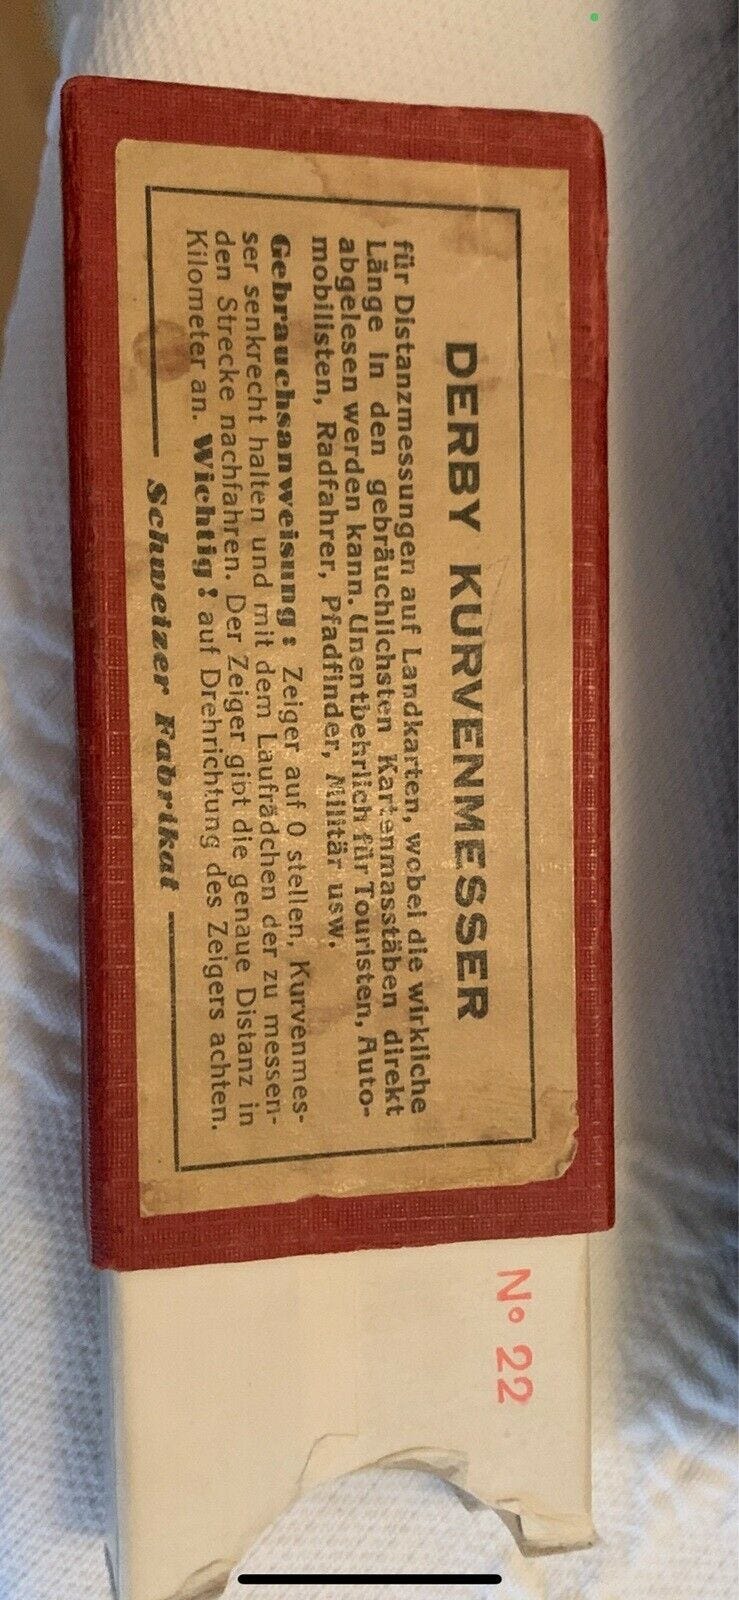 DERBY KURVENMESSER
für Distanzmessungen auf Landkarten, wobei die wirkliche
Länge in den gebräuchlichsten Kartenmasstäben direkt
abgelesen werden kann. Unentbehrlich für Touristen, Auto-
mobilisten, Radfahrer, Pfadfinder, Militär usw.
Gebrauchsanweisung: Zeiger auf 0 stellen, Kurvenmes-
ser senkrecht halten und mit dem Laufrädchen der zu messen-
den Strecke nachfahren. Der Zeiger gibt die genaue Distanz in
Kilometer an. Wichtig! auf Drehrichtung des Zeigers achten.
Schweizer Fabrikat
No 22